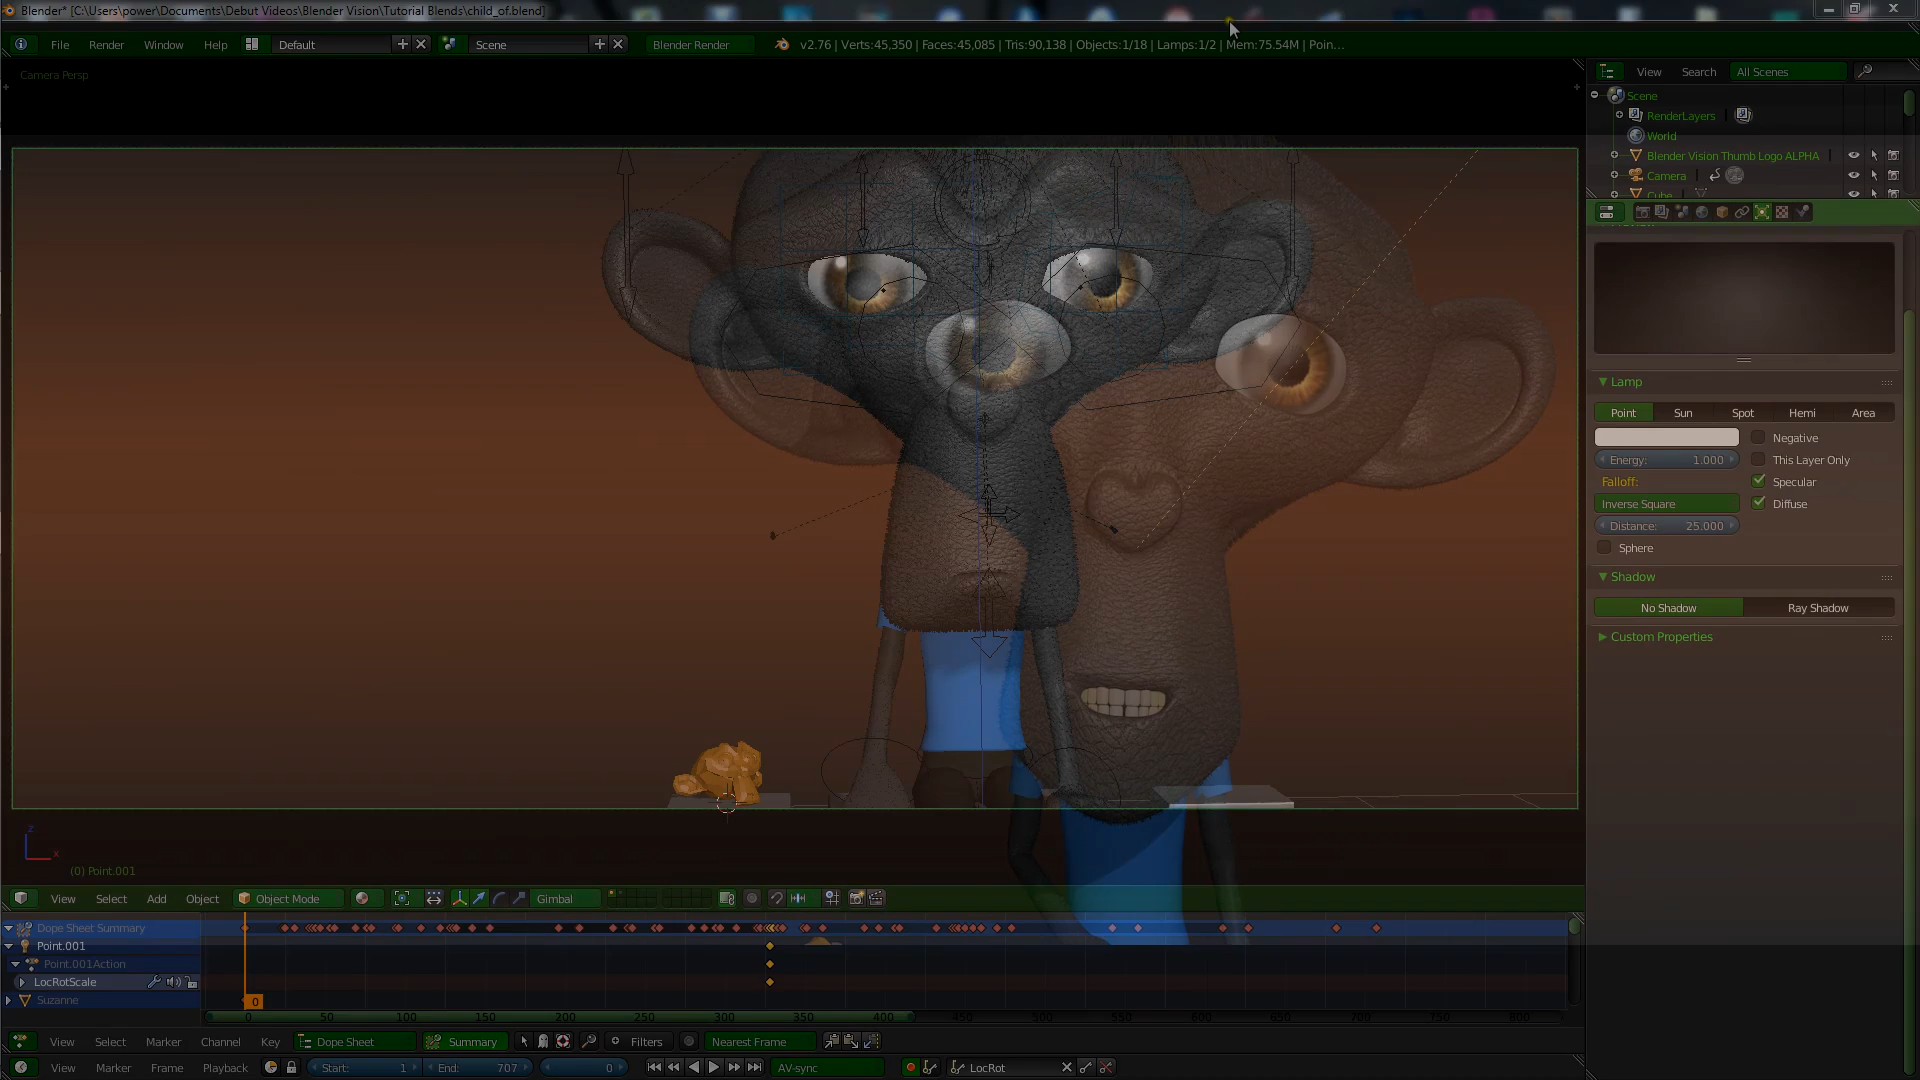 Blender* [C:\Users\power\Documents\Debut Videos\Blender Vision\Tutorial Blends\child_of.blend]
File Render Window Help Default Scene Blender Render v2.76 | Verts:45,350 | Faces:45,085 | Tris:90,138 | Objects:1/18 | Lamps:1/2 | Mem:75.54M | Poin...
Camera Persp
View Search All Scenes
Scene
RenderLayers
World
Blender Vision Thumb Logo ALPHA
Camera
Cube
Lamp
Point Sun Spot Hemi Area
Negative
Energy: 1.000 This Layer Only
Falloff: Specular
Inverse Square Diffuse
Distance: 25.000
Sphere
Shadow
No Shadow Ray Shadow
Custom Properties
z
x
(0) Point.001
View Select Add Object Object Mode Gimbal
Dope Sheet Summary
Point.001
Point.001Action
LocRotScale
Suzanne
0
0 50 100 150 200 250 300 350 400 450 500 550 600 650 700 750 800
View Select Marker Channel Key Dope Sheet Summary Filters Nearest Frame
View Marker Frame Playback Start: 1 End: 707 0 AV-sync LocRot